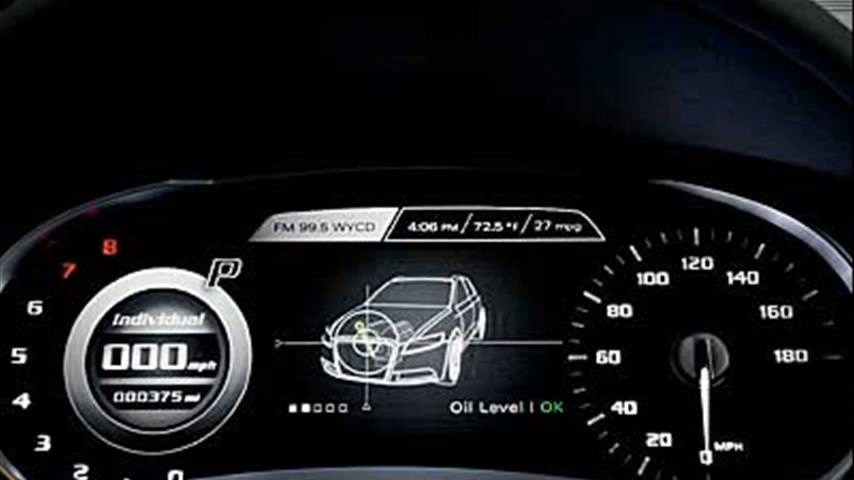 FM 99.5 WYCD
4:06 PM / 72.5 °F / 27 mpg
P
Individual
000 mph
000375 mi
Oil Level | OK
8
7
6
5
4
3
2
0
0
20
40
60
80
100
120
140
160
180
MPH